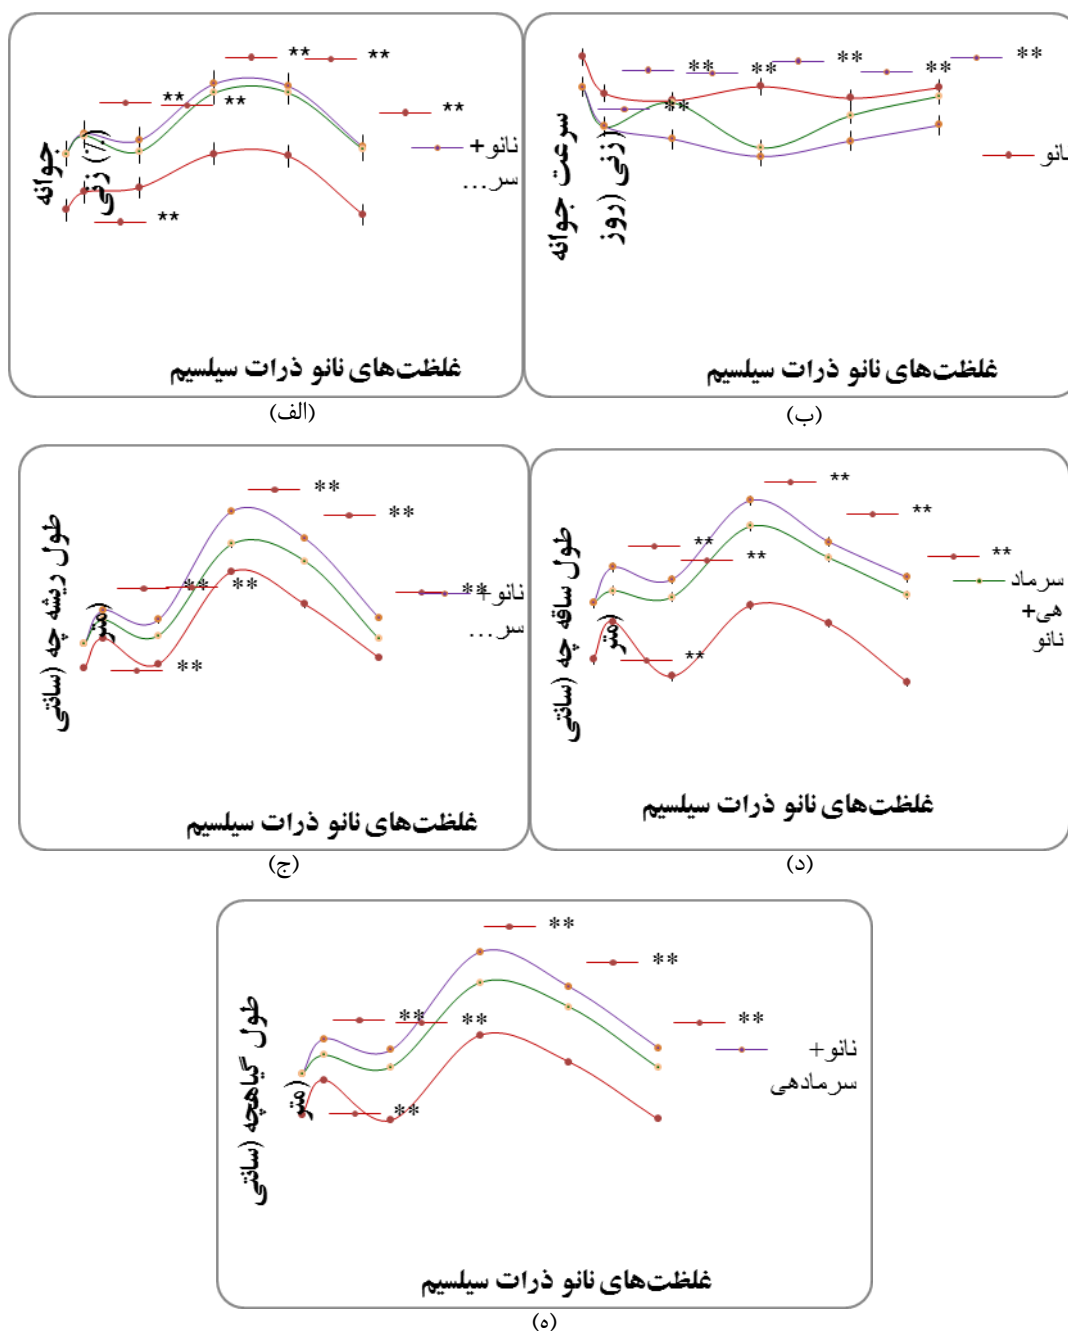 **
**
**
**
**
**
نانو+
سر...
جوانه
زنی (٪)
غلظت‌های نانو ذرات سیلسیم
(الف)
**
**
**
**
**
**
نانو
سرعت جوانه
زنی (روز)
غلظت‌های نانو ذرات سیلسیم
(ب)
**
**
**
**
**
**
نانو+
سر...
طول ریشه چه (سانتی
متر)
غلظت‌های نانو ذرات سیلسیم
(ج)
**
**
**
**
**
**
سرماد
هی+
نانو
طول ساقه چه (سانتی
متر)
غلظت‌های نانو ذرات سیلسیم
(د)
**
**
**
**
**
**
نانو+
سرمادهی
طول گیاهچه (سانتی
متر)
غلظت‌های نانو ذرات سیلسیم
(ه)